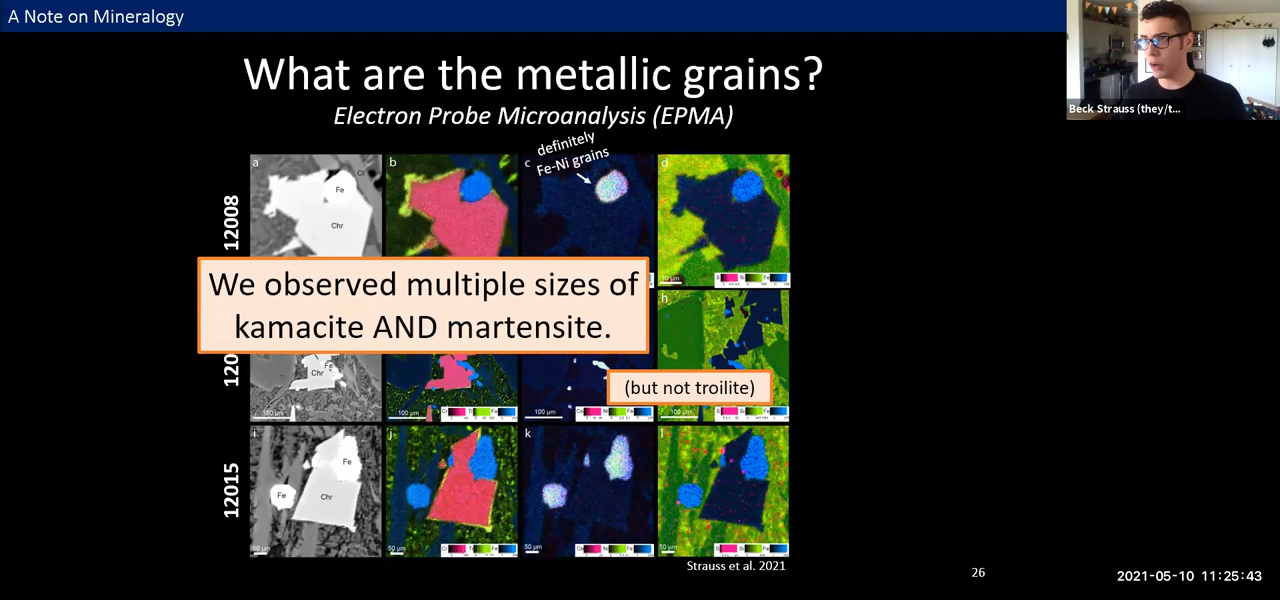 A Note on Mineralogy
Beck Strauss (they/t...
What are the metallic grains?
Electron Probe Microanalysis (EPMA)
definitely
Fe-Ni grains
a
b
c
d
Ol
Fe
Chr
12008
We observed multiple sizes of
kamacite AND martensite.
h
120
Fe
Chr
(but not troilite)
100 μm
100 μm
100 μm
100 μm
i
j
k
l
12015
Fe
Fe
Chr
50 μm
50 μm
50 μm
50 μm
Strauss et al. 2021
26
2021-05-10 11:25:43